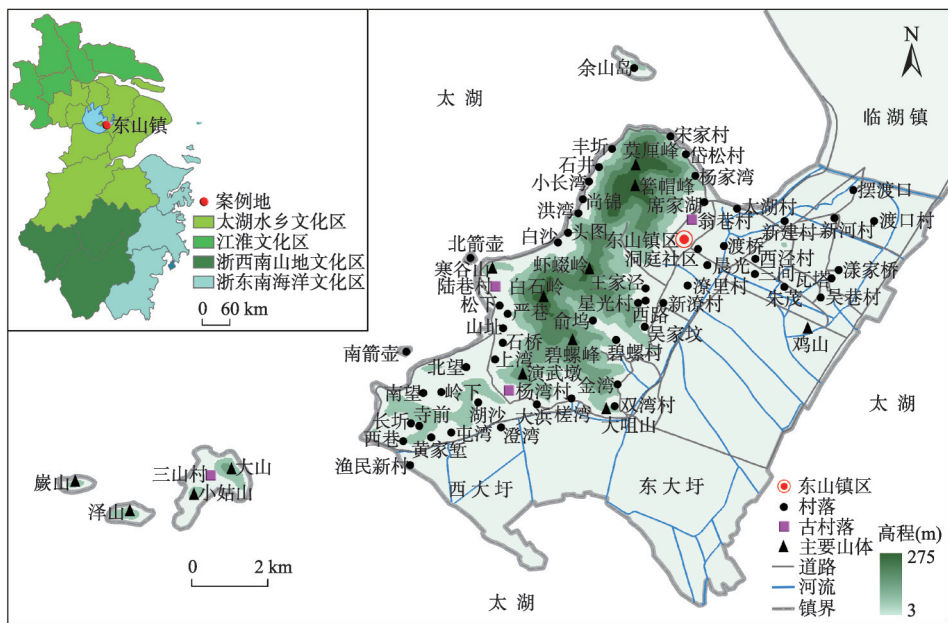 东山镇
案例地
太湖水乡文化区
江淮文化区
浙西南山地文化区
浙东南海洋文化区
0 60 km
N
余山岛
太 湖
临湖镇
宋家村
丰圻
莫厘峰
岱松村
石井
杨家湾
小长湾
箬帽峰
摆渡口
尚锦
席家湖
太湖村
洪湾
翁巷村
新建村
新河村
渡口村
白沙
头图
东山镇区
渡桥
北箭壶
洞庭社区
西泾村
寒谷山
虾蝃岭
晨光
二向
瓦塔
漾家桥
陆巷村
白石岭
王家泾
潦里村
朱茂
吴巷村
松下
严巷
星光村
新潦村
俞坞
西路
山址
吴家坟
鸡山
石桥
南箭壶
碧螺峰
碧螺村
北望
上湾
演武墩
太 湖
南望
岭下
杨湾村
金湾
长圻
寺前
湖沙
大浜
槎湾
双湾村
西巷
屯湾
澄湾
大咀山
黄家堑
渔民新村
三山村
大山
嶽山
小姑山
西大圩
东大圩
泽山
东山镇区
村落
古村落
主要山体
道路
河流
镇界
高程(m)
275
3
0 2 km
太 湖